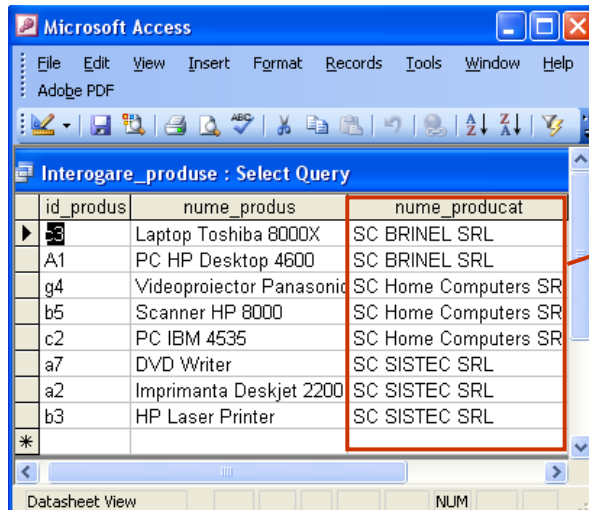 Microsoft Access
File Edit View Insert Format Records Tools Window Help
Adobe PDF
Interogare_produse : Select Query
id_produs nume_produs nume_producat
Laptop Toshiba 8000X SC BRINEL SRL
A1 PC HP Desktop 4600 SC BRINEL SRL
g4 Videoproiector Panasonic SC Home Computers SR
b5 Scanner HP 8000 SC Home Computers SR
c2 PC IBM 4535 SC Home Computers SR
a7 DVD Writer SC SISTEC SRL
a2 Imprimanta Deskjet 2200 SC SISTEC SRL
b3 HP Laser Printer SC SISTEC SRL
Datasheet View NUM